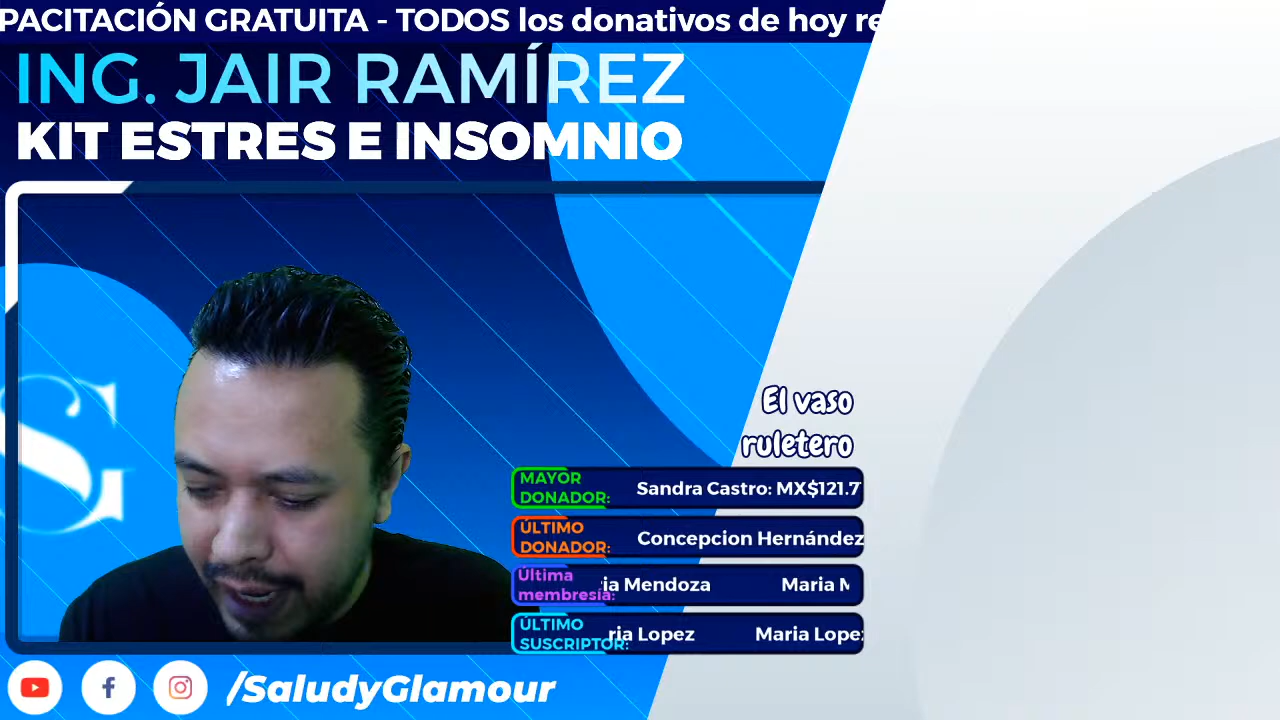 PACITACIÓN GRATUITA - TODOS los donativos de hoy re
ING. JAIR RAMÍREZ
KIT ESTRES E INSOMNIO
S
El vaso
ruletero
MAYOR
DONADOR:
Sandra Castro: MX$121.7
ÚLTIMO
DONADOR:
Concepcion Hernández
Última
membresía:
ia Mendoza Maria M
ÚLTIMO
SUSCRIPTOR:
ria Lopez Maria Lope
/SaludyGlamour